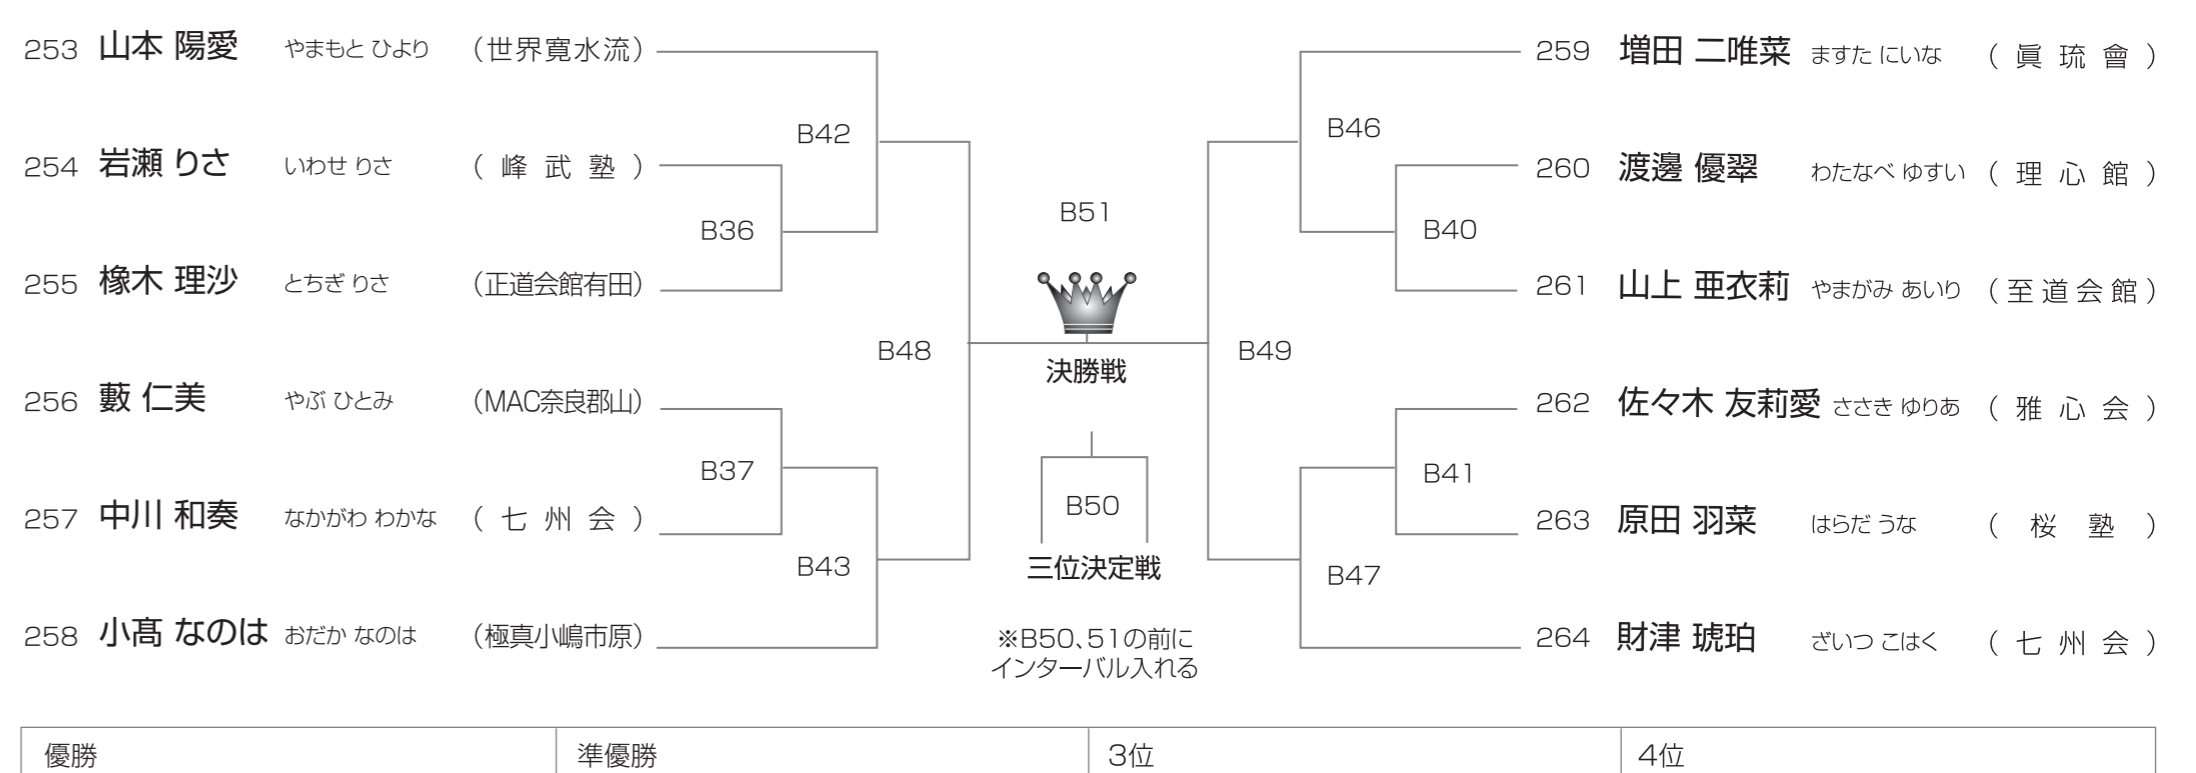 253 山本 陽愛 やまもと ひより （世界寛水流）
B42
254 岩瀬 りさ いわせ りさ （峰武塾）
B36
255 橡木 理沙 とちぎ りさ （正道会館有田）
B48
256 藪 仁美 やぶ ひとみ （MAC奈良郡山）
B37
257 中川 和奏 なかがわ わかな （七州会）
B43
258 小髙 なのは おだか なのは （極真小嶋市原）
B51
決勝戦
B50
三位決定戦
※B50、51の前に
インターバル入れる
259 増田 二唯菜 ますた にいな （眞琉會）
B46
260 渡邊 優翠 わたなべ ゆすい （理心館）
B40
261 山上 亜衣莉 やまがみ あいり （至道会館）
B49
262 佐々木 友莉愛 ささき ゆりあ （雅心会）
B41
263 原田 羽菜 はらだ うな （桜塾）
B47
264 財津 琥珀 ざいつ こはく （七州会）
優勝 準優勝 3位 4位